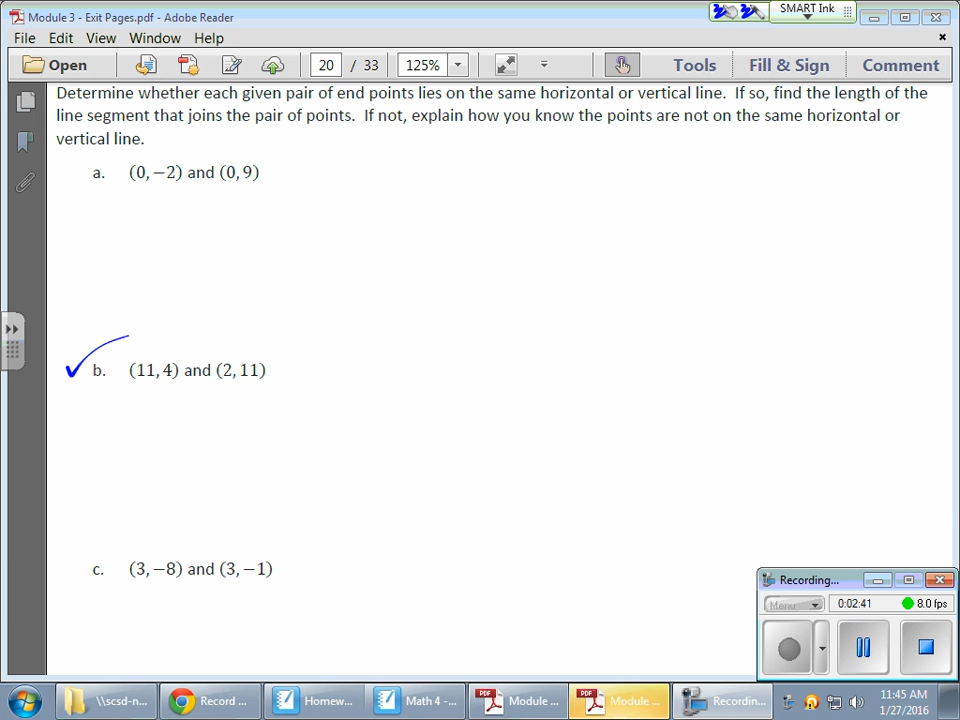 Module 3 - Exit Pages.pdf - Adobe Reader
SMART Ink
File Edit View Window Help
Open 20 / 33 125% Tools Fill & Sign Comment
Determine whether each given pair of end points lies on the same horizontal or vertical line. If so, find the length of the
line segment that joins the pair of points. If not, explain how you know the points are not on the same horizontal or
vertical line.
a. (0, −2) and (0, 9)
b. (11, 4) and (2, 11)
c. (3, −8) and (3, −1)
Recording...
Menu 0:02:41 8.0 fps
\\scsd-n... Record ... Homew... Math 4 -... Module ... Module ... Recordin... 11:45 AM
1/27/2016